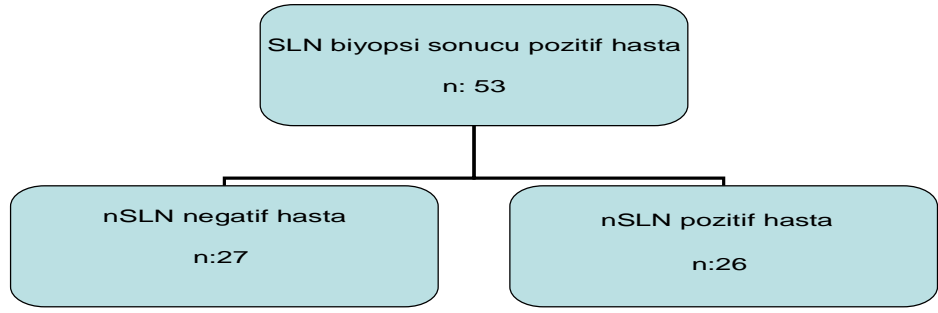 SLN biyopsi sonucu pozitif hasta
n: 53
nSLN negatif hasta
n:27
nSLN pozitif hasta
n:26